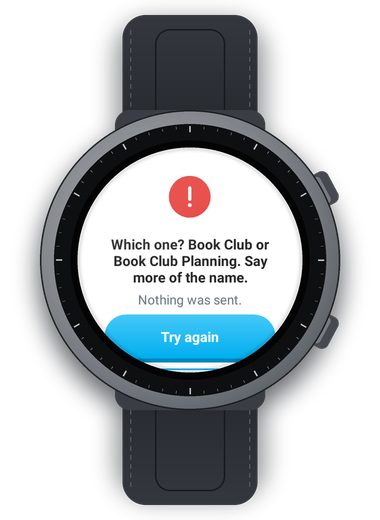 Which one? Book Club or
Book Club Planning. Say
more of the name.
Nothing was sent.
Try again